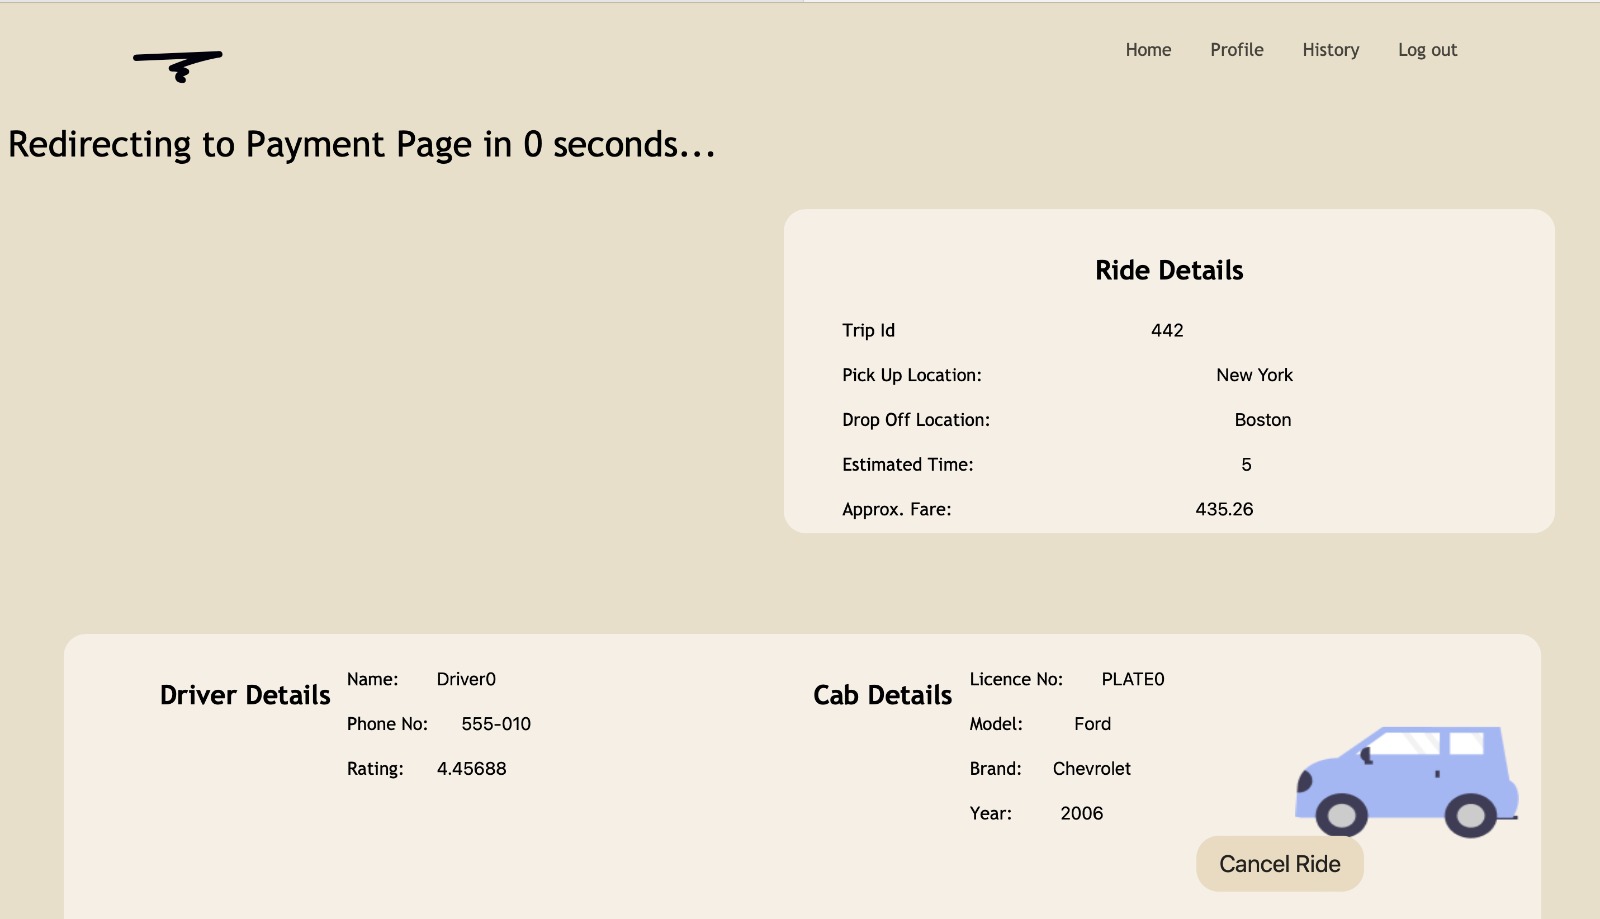 Home Profile History Log out
Redirecting to Payment Page in 0 seconds...
Ride Details
Trip Id 442
Pick Up Location: New York
Drop Off Location: Boston
Estimated Time: 5
Approx. Fare: 435.26
Driver Details
Name: Driver0
Phone No: 555-010
Rating: 4.45688
Cab Details
Licence No: PLATE0
Model: Ford
Brand: Chevrolet
Year: 2006
Cancel Ride